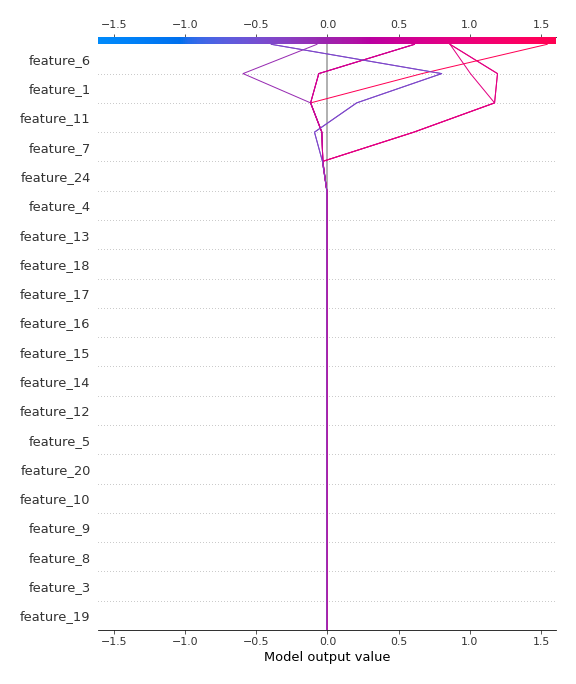 −1.5 −1.0 −0.5 0.0 0.5 1.0 1.5
feature_6
feature_1
feature_11
feature_7
feature_24
feature_4
feature_13
feature_18
feature_17
feature_16
feature_15
feature_14
feature_12
feature_5
feature_20
feature_10
feature_9
feature_8
feature_3
feature_19
−1.5 −1.0 −0.5 0.0 0.5 1.0 1.5
Model output value